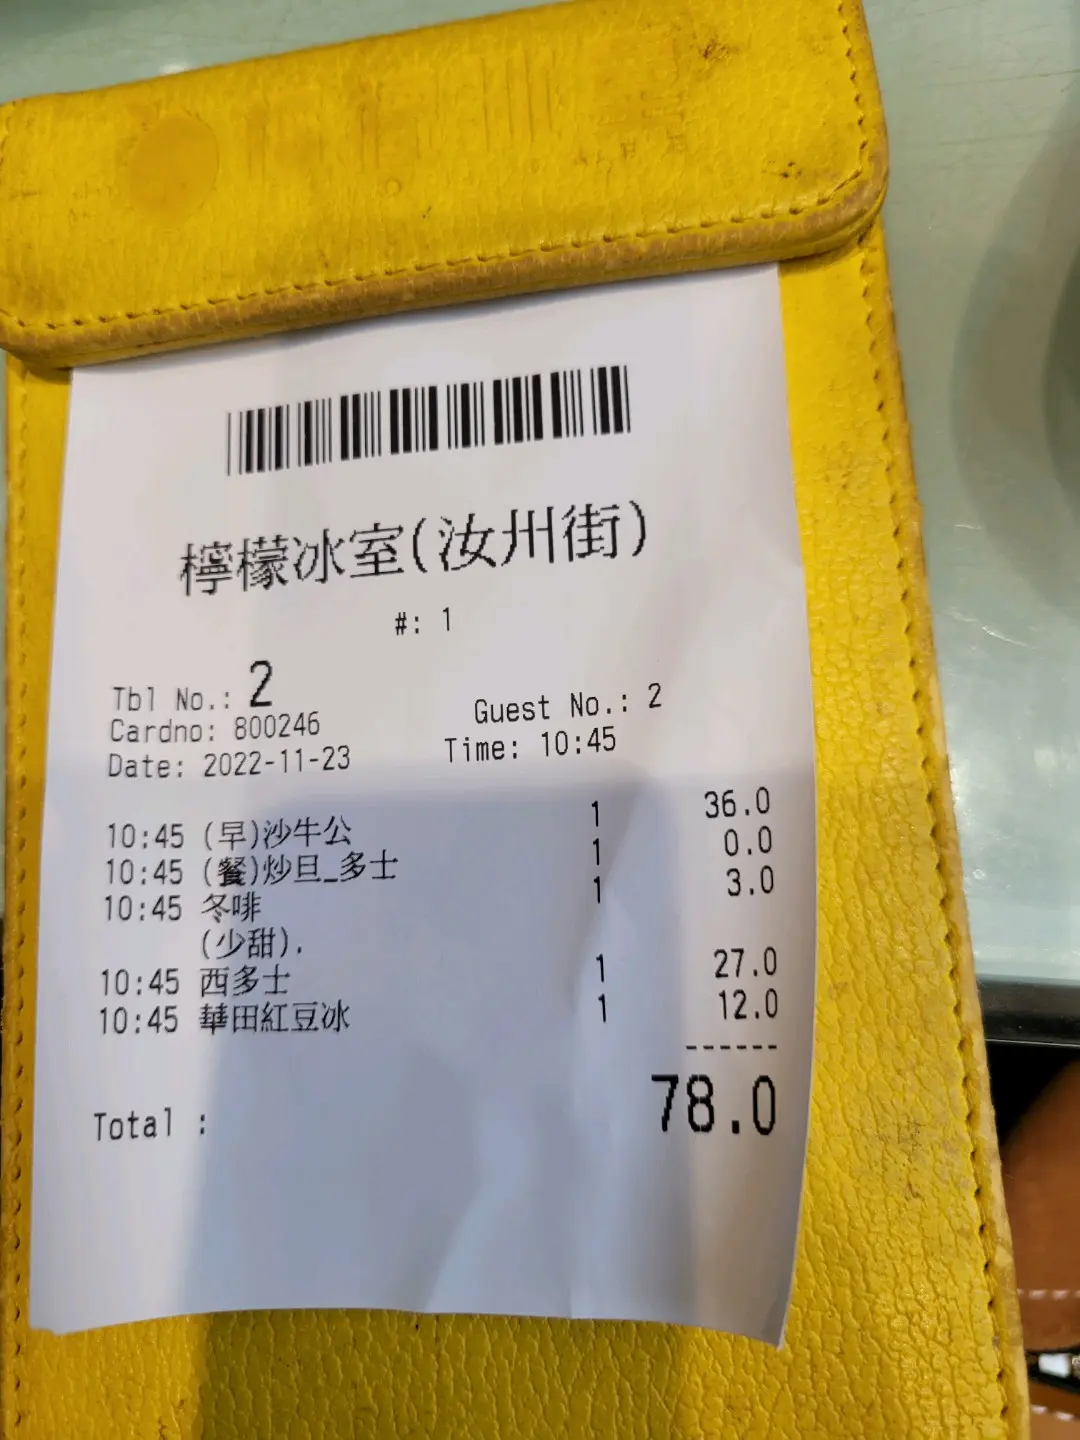 檸檬冰室(汝州街)
#: 1
Tbl No.: 2
Cardno: 800246 Guest No.: 2
Date: 2022-11-23 Time: 10:45
10:45 (早)沙牛公 1 36.0
10:45 (餐)炒旦_多士 1 0.0
10:45 冬啡 1 3.0
(少甜).
10:45 西多士 1 27.0
10:45 華田紅豆冰 1 12.0
------
Total : 78.0